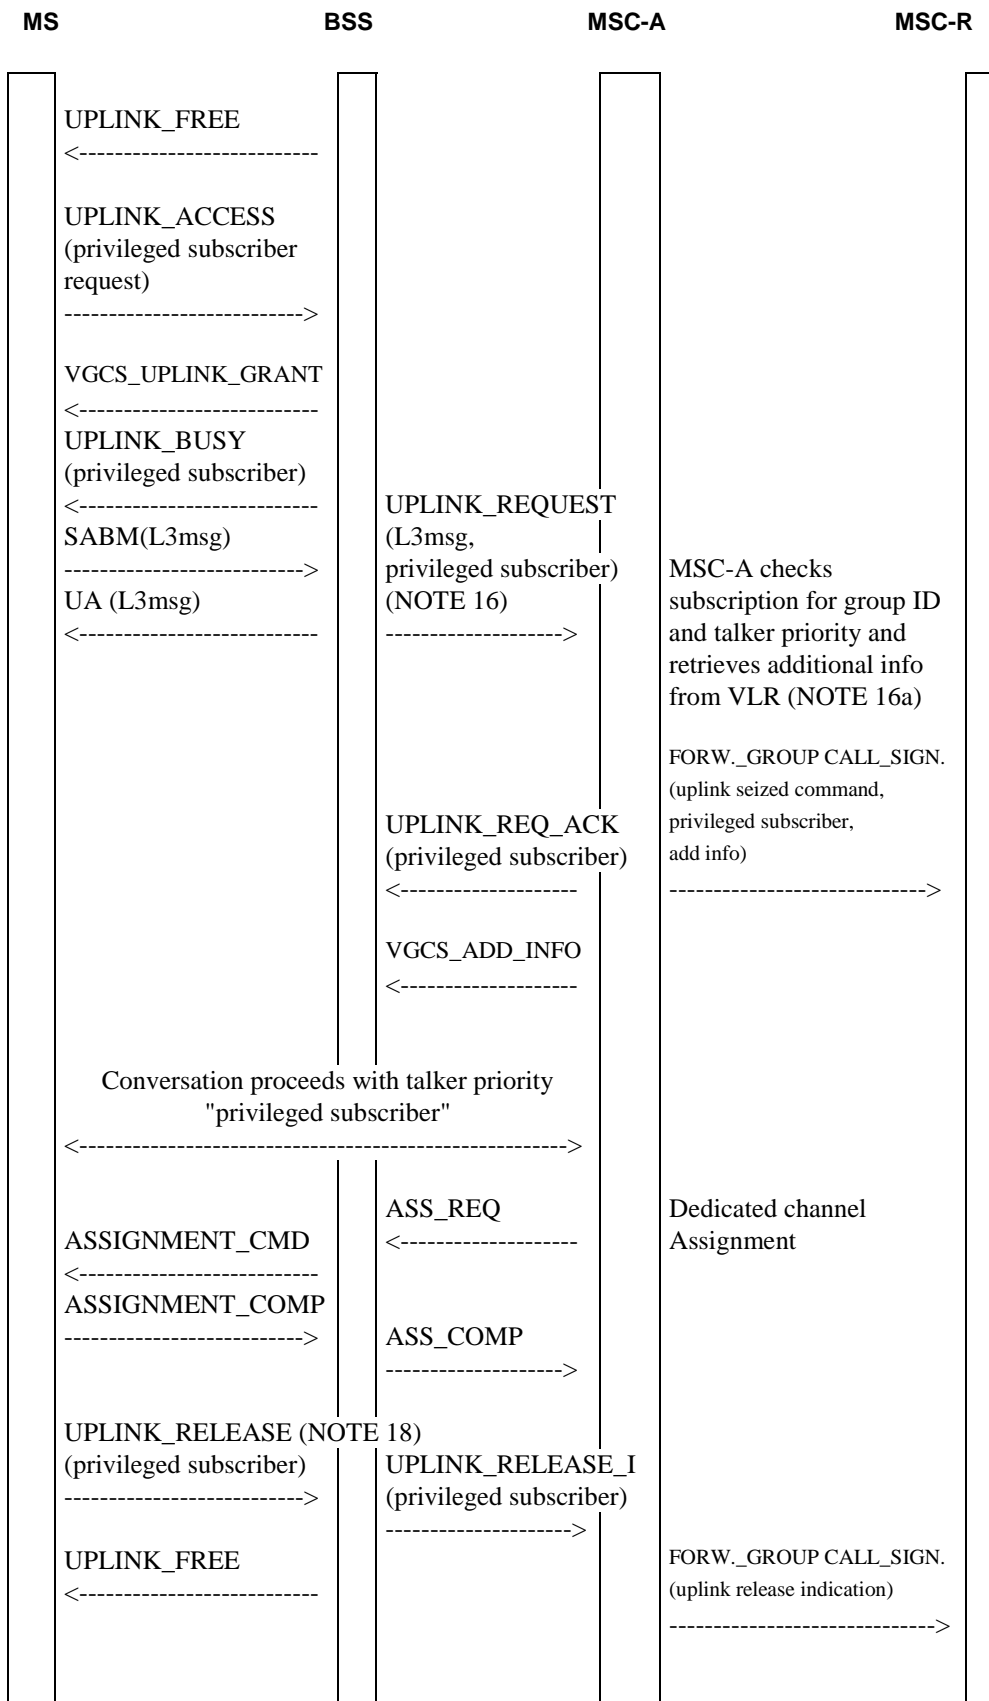 MS BSS MSC-A MSC-R
UPLINK_FREE
<---------------------------
UPLINK_ACCESS
(privileged subscriber
request)
--------------------------->
VGCS_UPLINK_GRANT
<---------------------------
UPLINK_BUSY
(privileged subscriber)
<---------------------------
SABM(L3msg)
--------------------------->
UA (L3msg)
<---------------------------
UPLINK_REQUEST
(L3msg,
privileged subscriber)
(NOTE 16)
-------------------->
MSC-A checks
subscription for group ID
and talker priority and
retrieves additional info
from VLR (NOTE 16a)
FORW._GROUP CALL_SIGN.
(uplink seized command,
privileged subscriber,
add info)
----------------------------->
UPLINK_REQ_ACK
(privileged subscriber)
<--------------------
VGCS_ADD_INFO
<--------------------
Conversation proceeds with talker priority
"privileged subscriber"
<------------------------------------------------------->
ASS_REQ
<--------------------
Dedicated channel
Assignment
ASSIGNMENT_CMD
<---------------------------
ASSIGNMENT_COMP
--------------------------->
ASS_COMP
-------------------->
UPLINK_RELEASE (NOTE 18)
(privileged subscriber)
--------------------------->
UPLINK_RELEASE_I
(privileged subscriber)
--------------------->
UPLINK_FREE
<---------------------------
FORW._GROUP CALL_SIGN.
(uplink release indication)
------------------------------>